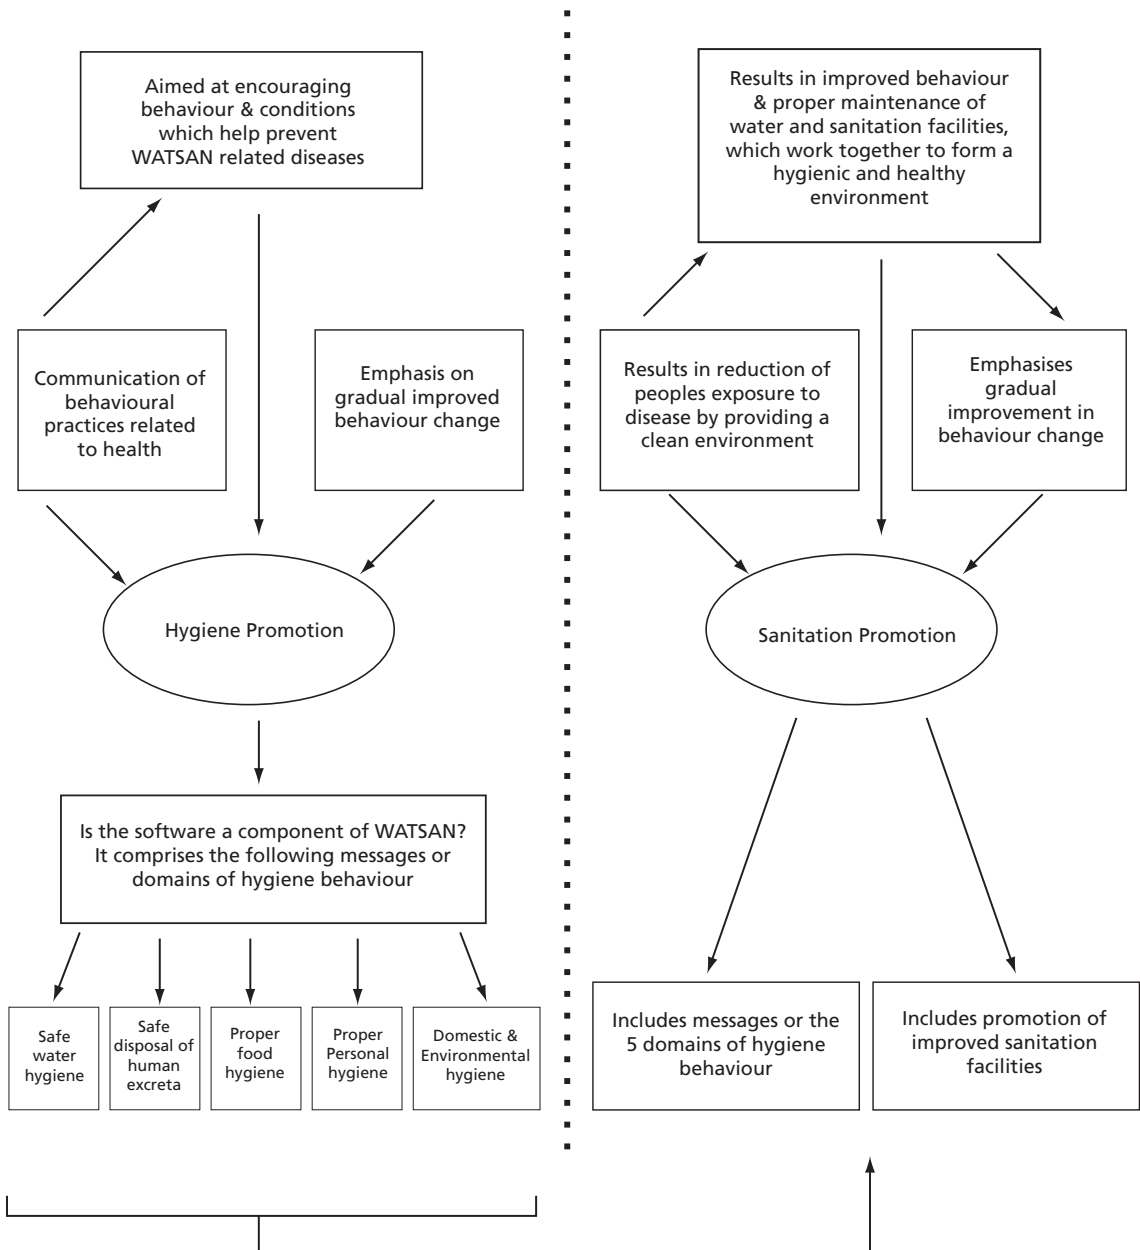 Aimed at encouraging
behaviour & conditions
which help prevent
WATSAN related diseases
Communication of
behavioural
practices related
to health
Emphasis on
gradual improved
behaviour change
Hygiene Promotion
Is the software a component of WATSAN?
It comprises the following messages or
domains of hygiene behaviour
Safe
water
hygiene
Safe
disposal of
human
excreta
Proper
food
hygiene
Proper
Personal
hygiene
Domestic &
Environmental
hygiene
Results in improved behaviour
& proper maintenance of
water and sanitation facilities,
which work together to form a
hygienic and healthy
environment
Results in reduction of
peoples exposure to
disease by providing a
clean environment
Emphasises
gradual
improvement in
behaviour change
Sanitation Promotion
Includes messages or the
5 domains of hygiene
behaviour
Includes promotion of
improved sanitation
facilities